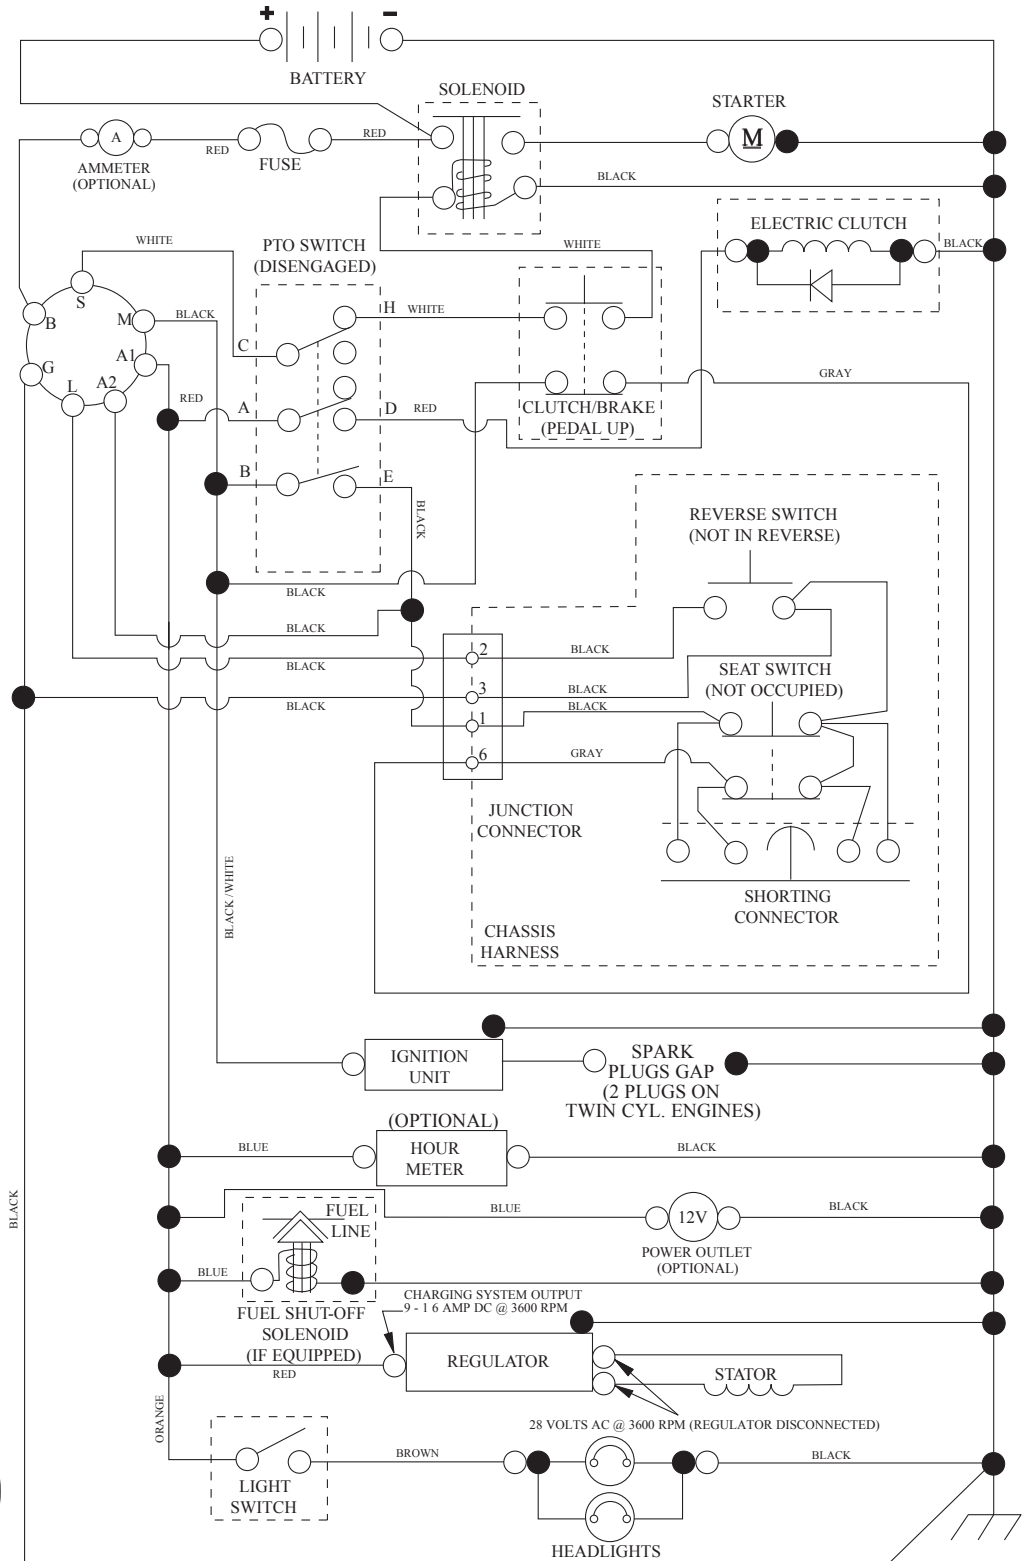 + -
BATTERY
SOLENOID
STARTER
A
RED
FUSE
RED
M
AMMETER
(OPTIONAL)
BLACK
ELECTRIC CLUTCH
BLACK
WHITE
PTO SWITCH
(DISENGAGED)
WHITE
S
B
M
BLACK
H
WHITE
G
A1
C
L
A2
RED
A
D
RED
GRAY
CLUTCH/BRAKE
(PEDAL UP)
B
E
BLACK
REVERSE SWITCH
(NOT IN REVERSE)
BLACK
BLACK
BLACK
2
BLACK
SEAT SWITCH
(NOT OCCUPIED)
BLACK
3
BLACK
BLACK
1
6
GRAY
JUNCTION
CONNECTOR
SHORTING
CONNECTOR
BLACK/WHITE
CHASSIS
HARNESS
IGNITION
UNIT
SPARK
PLUGS GAP
(2 PLUGS ON
TWIN CYL. ENGINES)
(OPTIONAL)
BLUE
HOUR
METER
BLACK
BLACK
BLUE
12V
BLACK
FUEL
LINE
POWER OUTLET
(OPTIONAL)
BLUE
FUEL SHUT-OFF
SOLENOID
(IF EQUIPPED)
CHARGING SYSTEM OUTPUT
9 - 1 6 AMP DC @ 3600 RPM
RED
REGULATOR
STATOR
28 VOLTS AC @ 3600 RPM (REGULATOR DISCONNECTED)
ORANGE
LIGHT
SWITCH
BROWN
BLACK
HEADLIGHTS